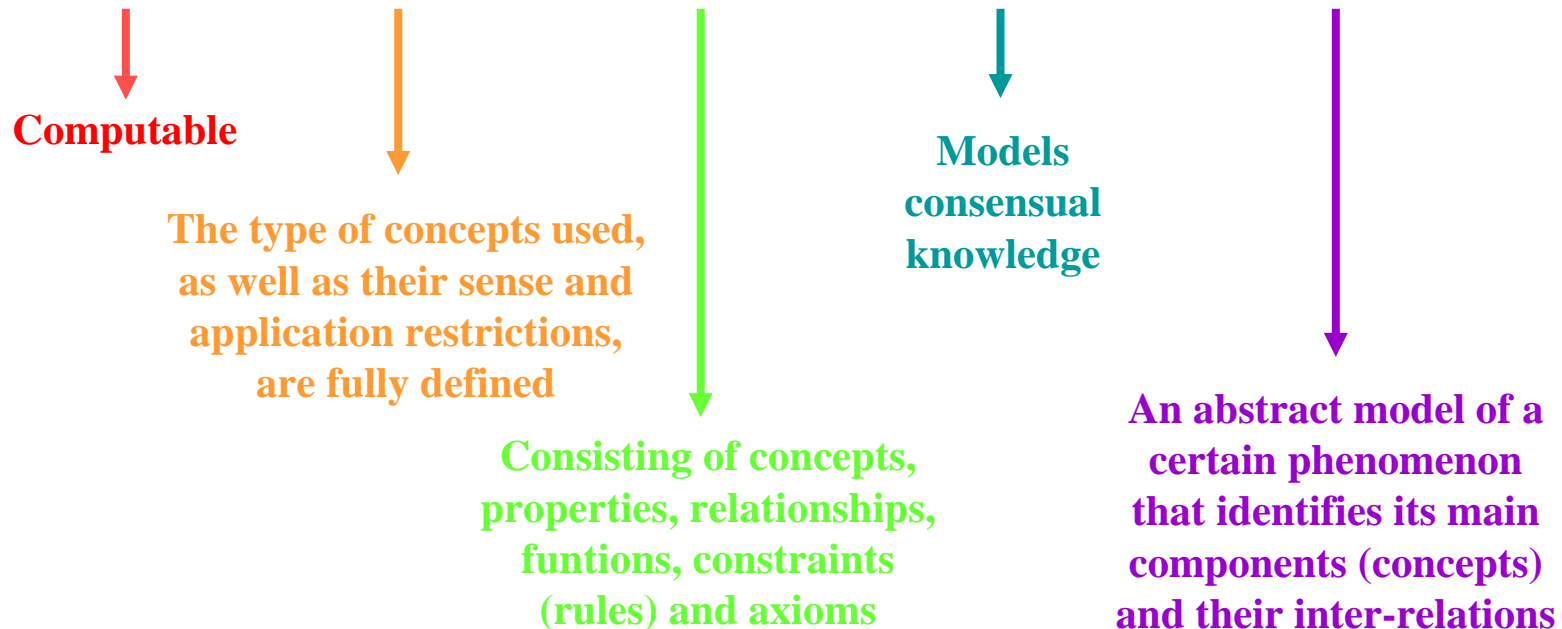 Computable
The type of concepts used,
as well as their sense and
application restrictions,
are fully defined
Consisting of concepts,
properties, relationships,
funtions, constraints
(rules) and axioms
Models
consensual
knowledge
An abstract model of a
certain phenomenon
that identifies its main
components (concepts)
and their inter-relations